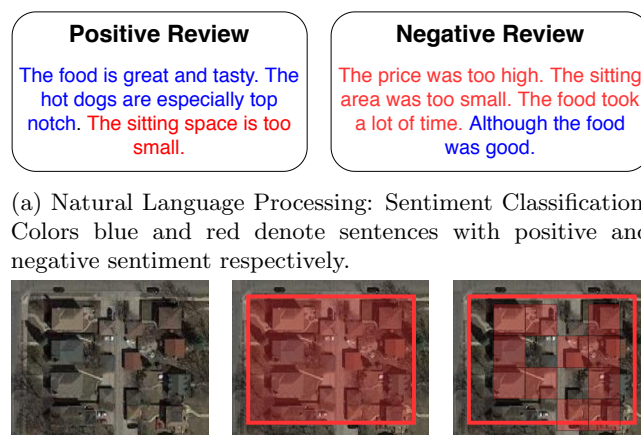 Positive Review
The food is great and tasty. The
hot dogs are especially top
notch. The sitting space is too
small.
Negative Review
The price was too high. The sitting
area was too small. The food took
a lot of time. Although the food
was good.
(a) Natural Language Processing: Sentiment Classification
Colors blue and red denote sentences with positive and
negative sentiment respectively.